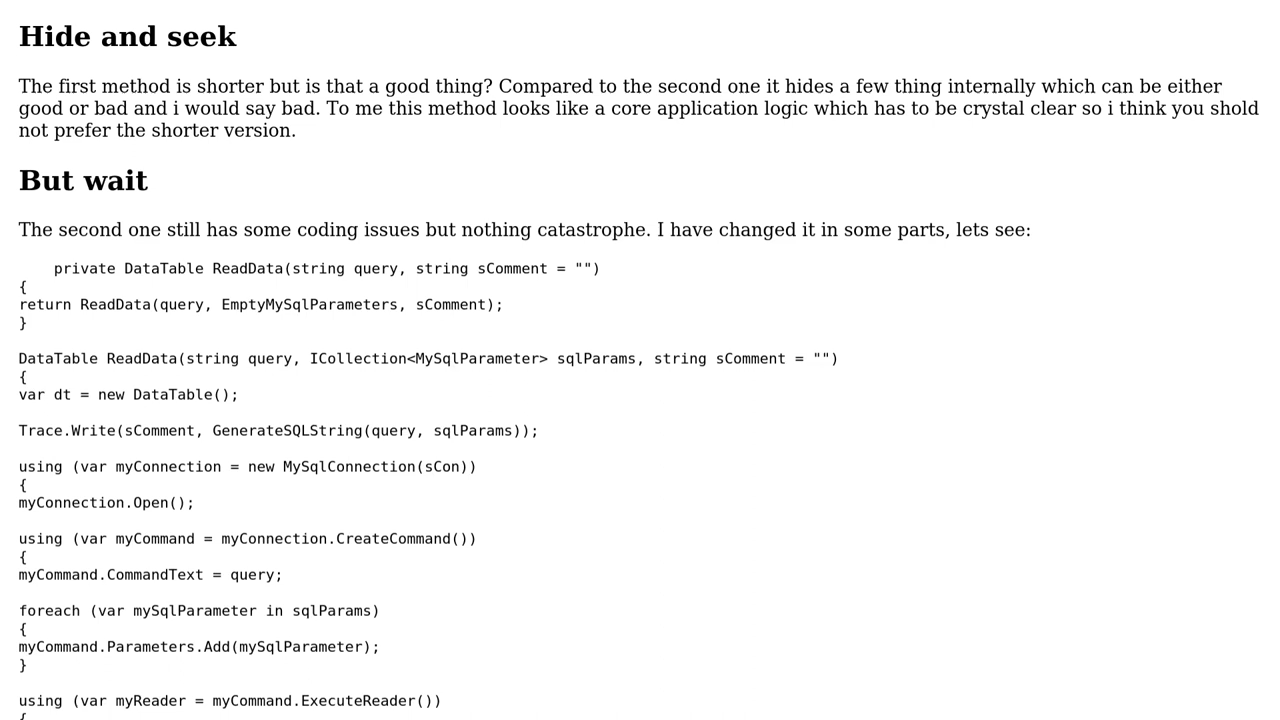 Hide and seek
The first method is shorter but is that a good thing? Compared to the second one it hides a few thing internally which can be either
good or bad and i would say bad. To me this method looks like a core application logic which has to be crystal clear so i think you shold
not prefer the shorter version.
But wait
The second one still has some coding issues but nothing catastrophe. I have changed it in some parts, lets see:
    private DataTable ReadData(string query, string sComment = "")
{
return ReadData(query, EmptyMySqlParameters, sComment);
}
DataTable ReadData(string query, ICollection<MySqlParameter> sqlParams, string sComment = "")
{
var dt = new DataTable();
Trace.Write(sComment, GenerateSQLString(query, sqlParams));
using (var myConnection = new MySqlConnection(sCon))
{
myConnection.Open();
using (var myCommand = myConnection.CreateCommand())
{
myCommand.CommandText = query;
foreach (var mySqlParameter in sqlParams)
{
myCommand.Parameters.Add(mySqlParameter);
}
using (var myReader = myCommand.ExecuteReader())
{